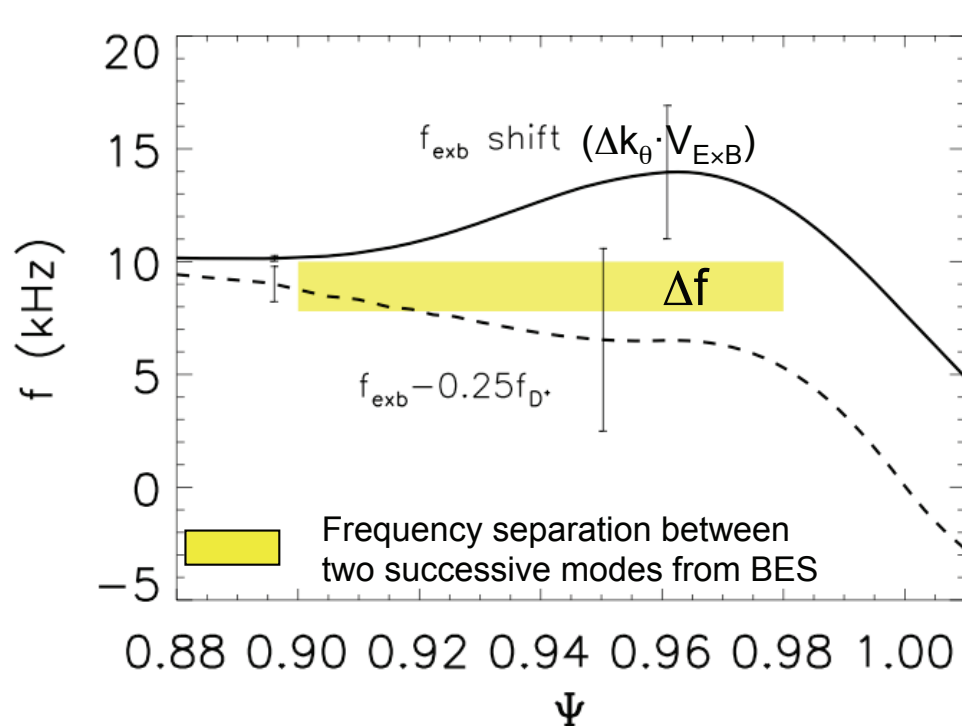 20
15
10
5
0
−5
f (kHz)
f_exb shift (Δk_θ·V_E×B)
Δf
f_exb−0.25f_D+
Frequency separation between
two successive modes from BES
0.88 0.90 0.92 0.94 0.96 0.98 1.00
Ψ